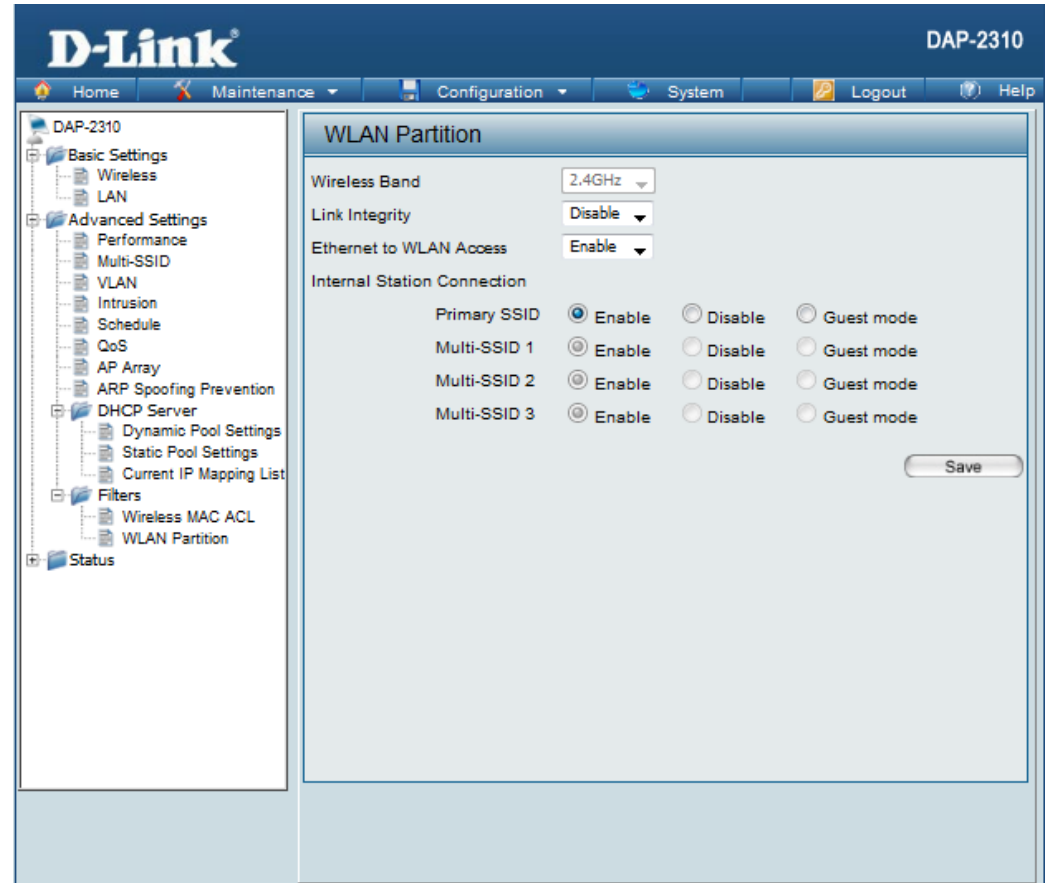 D-Link®
DAP-2310
Home Maintenance Configuration System Logout Help
DAP-2310
Basic Settings
Wireless
LAN
Advanced Settings
Performance
Multi-SSID
VLAN
Intrusion
Schedule
QoS
AP Array
ARP Spoofing Prevention
DHCP Server
Dynamic Pool Settings
Static Pool Settings
Current IP Mapping List
Filters
Wireless MAC ACL
WLAN Partition
Status
WLAN Partition
Wireless Band 2.4GHz
Link Integrity Disable
Ethernet to WLAN Access Enable
Internal Station Connection
Primary SSID Enable Disable Guest mode
Multi-SSID 1 Enable Disable Guest mode
Multi-SSID 2 Enable Disable Guest mode
Multi-SSID 3 Enable Disable Guest mode
Save